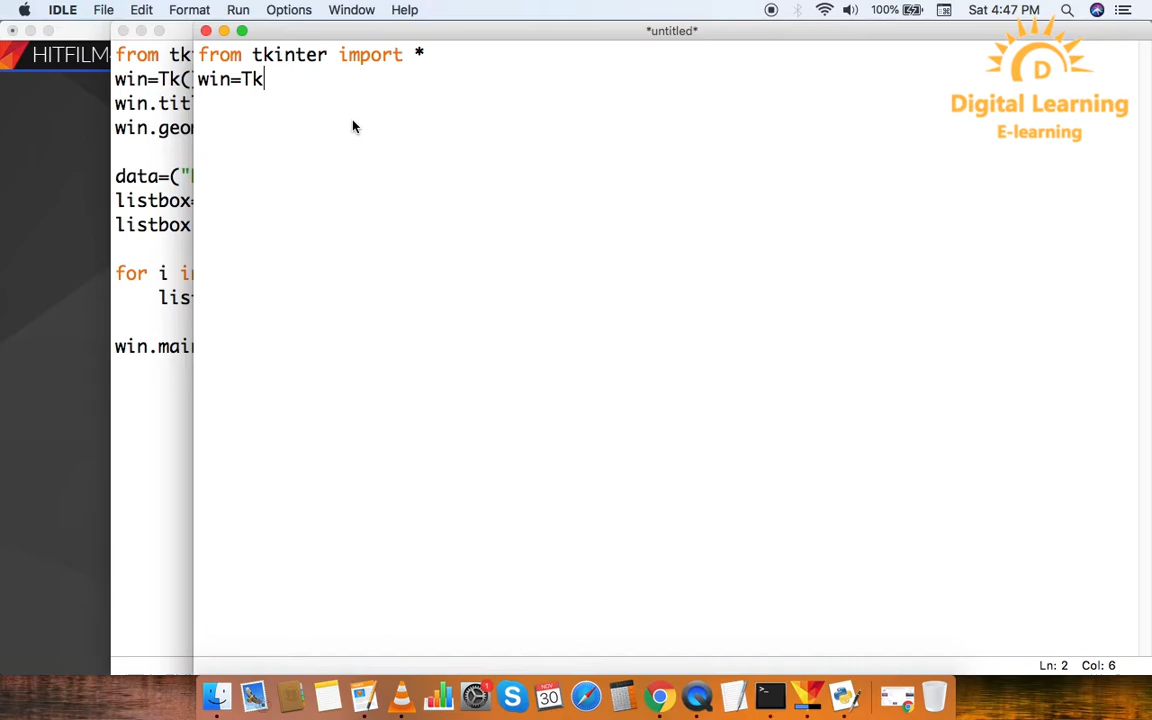 IDLE File Edit Format Run Options Window Help 100% Sat 4:47 PM
HITFILM
*untitled*
from tk
win=Tk(
win.tit
win.geo
data=("
listbox=
listbox
for i i
lis
win.mai
from tkinter import *
win=Tk
D
Digital Learning
E-learning
Ln: 2 Col: 6
NOV
30
1